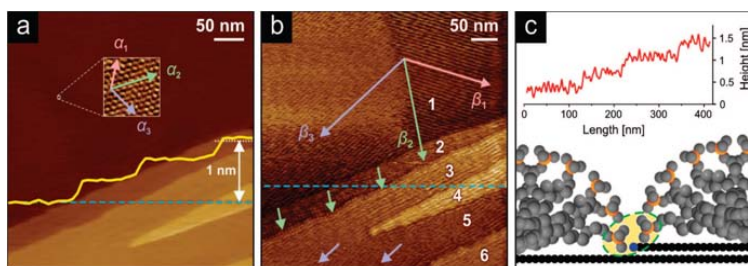 a
50 nm
α1
α2
α3
1 nm
b
50 nm
β1
β2
β3
1
2
3
4
5
6
c
1.5
1
0.5
0
Height [nm]
0 100 200 300 400
Length [nm]